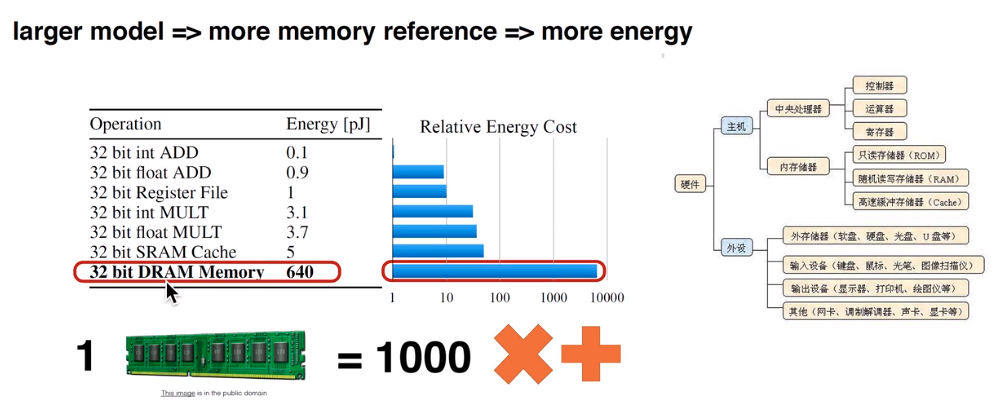 larger model => more memory reference => more energy
Operation Energy [pJ]
32 bit int ADD 0.1
32 bit float ADD 0.9
32 bit Register File 1
32 bit int MULT 3.1
32 bit float MULT 3.7
32 bit SRAM Cache 5
32 bit DRAM Memory 640
Relative Energy Cost
1 10 100 1000 10000
1 = 1000
This image is in the public domain
硬件
主机
中央处理器
控制器
运算器
寄存器
内存储器
只读存储器（ROM）
随机读写存储器（RAM）
高速缓冲存储器（Cache）
外设
外存储器（软盘、硬盘、光盘、U盘等）
输入设备（键盘、鼠标、光笔、图像扫描仪）
输出设备（显示器、打印机、绘图仪等）
其他（网卡、调制解调器、声卡、显卡等）